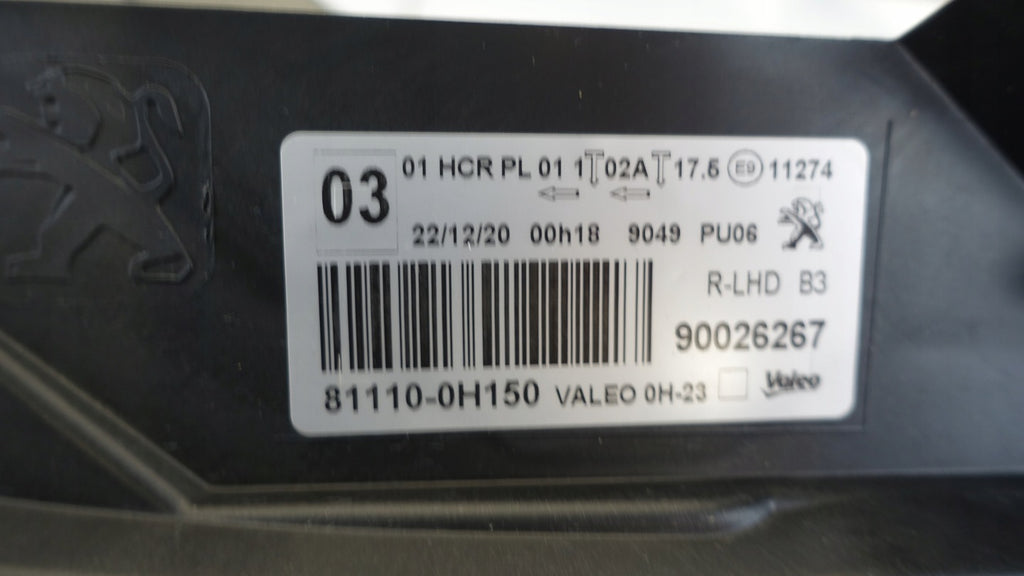 03
01 HCR PL 01 1 02A 17.5 E9 11274
22/12/20 00h18 9049 PU06
R-LHD B3
90026267
81110-0H150 VALEO 0H-23 Valeo